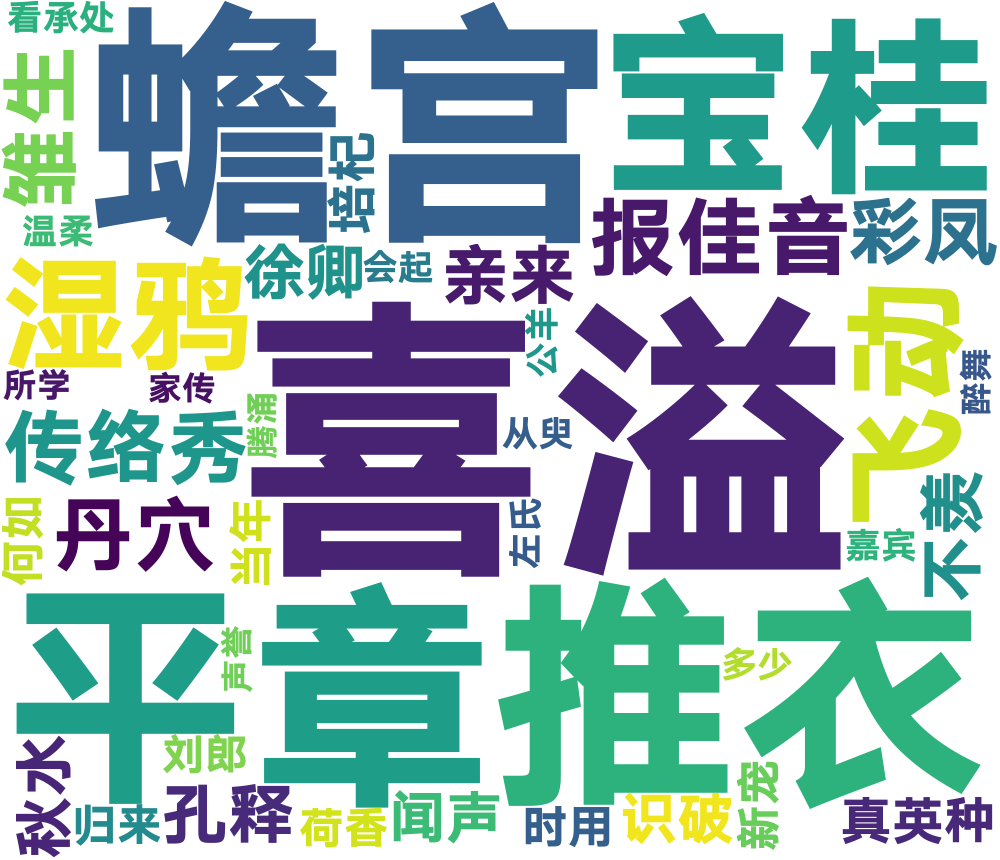 看承处
蟾宫
宝桂
雏生
培杞
温柔
报佳音
彩凤
湿鸦
徐卿
会起
亲来
喜溢
公羊
飞动
醉舞
所学
家传
传络秀
腾涌
从臾
何如
丹穴
当年
左氏
不羡
嘉宾
平章
推衣
声誉
多少
刘郎
秋水
归来
孔释
荷香
闻声
时用
识破
新宠
真英种